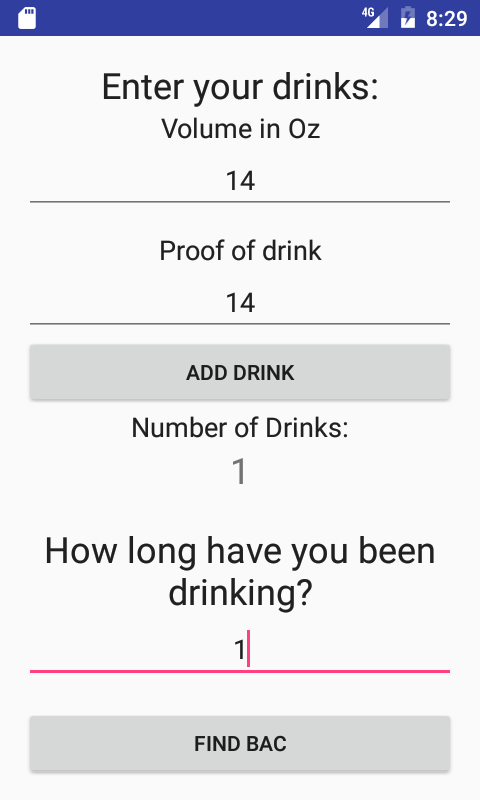 4G 8:29
Enter your drinks:
Volume in Oz
14
Proof of drink
14
ADD DRINK
Number of Drinks:
1
How long have you been
drinking?
1
FIND BAC